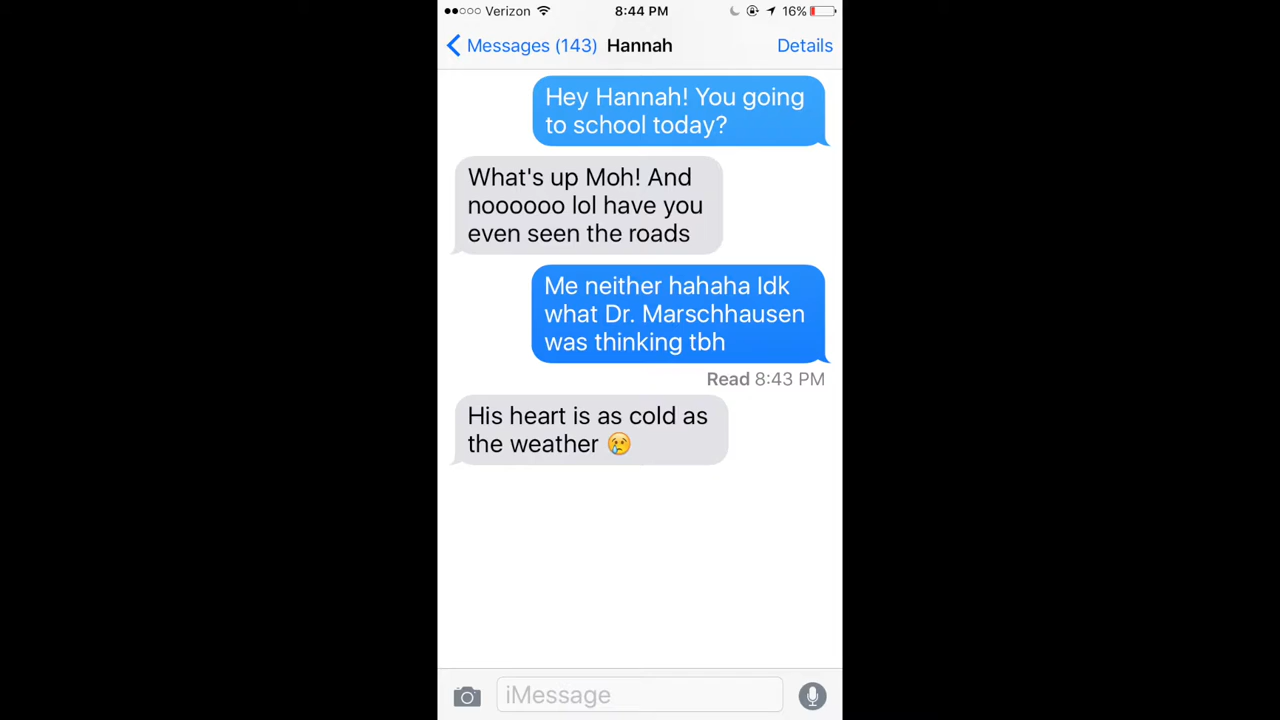 Verizon 8:44 PM 16%
Messages (143) Hannah Details
Hey Hannah! You going
to school today?
What's up Moh! And
noooooo lol have you
even seen the roads
Me neither hahaha Idk
what Dr. Marschhausen
was thinking tbh
Read 8:43 PM
His heart is as cold as
the weather 😢
iMessage